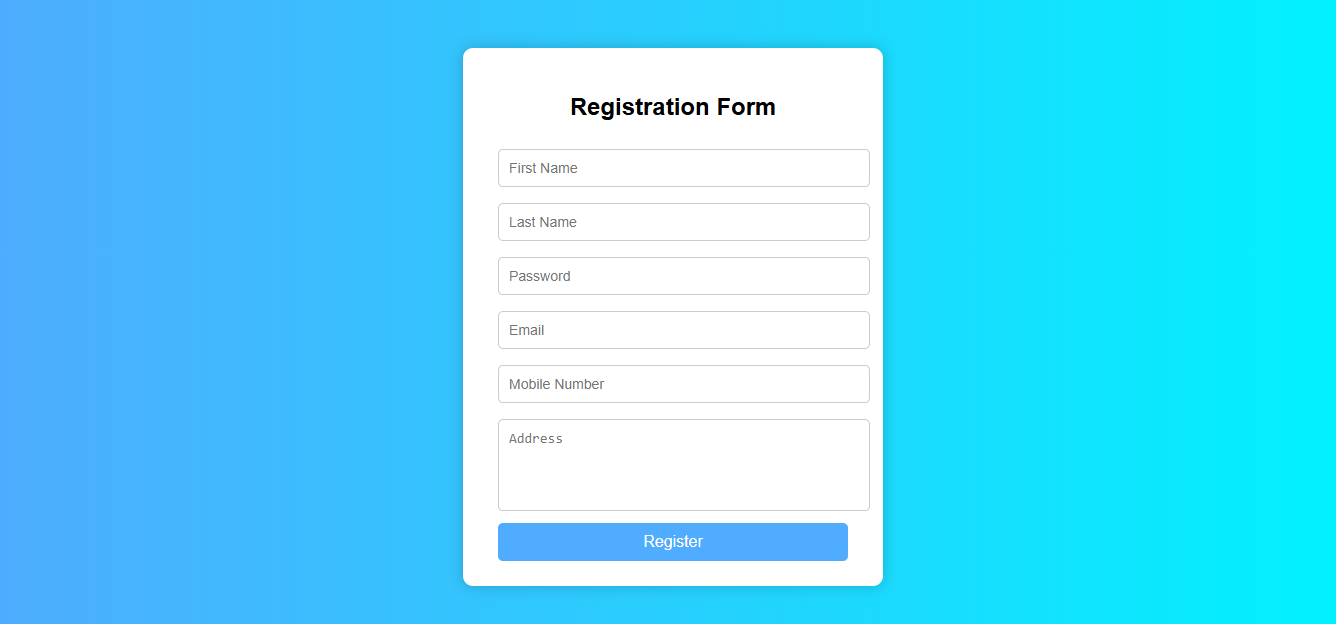 Registration Form
First Name
Last Name
Password
Email
Mobile Number
Address
Register